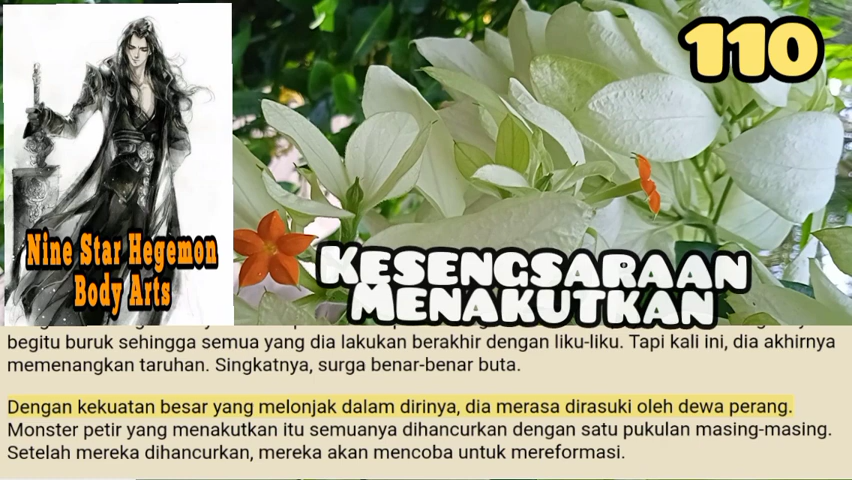 110
Nine Star Hegemon
Body Arts
KESENGSARAAN
MENAKUTKAN
begitu buruk sehingga semua yang dia lakukan berakhir dengan liku-liku. Tapi kali ini, dia akhirnya
memenangkan taruhan. Singkatnya, surga benar-benar buta.
Dengan kekuatan besar yang melonjak dalam dirinya, dia merasa dirasuki oleh dewa perang.
Monster petir yang menakutkan itu semuanya dihancurkan dengan satu pukulan masing-masing.
Setelah mereka dihancurkan, mereka akan mencoba untuk mereformasi.